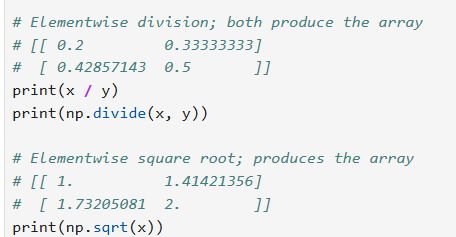 # Elementwise division; both produce the array
# [[ 0.2         0.33333333]
#  [ 0.42857143  0.5       ]]
print(x / y)
print(np.divide(x, y))

# Elementwise square root; produces the array
# [[ 1.          1.41421356]
#  [ 1.73205081  2.        ]]
print(np.sqrt(x))